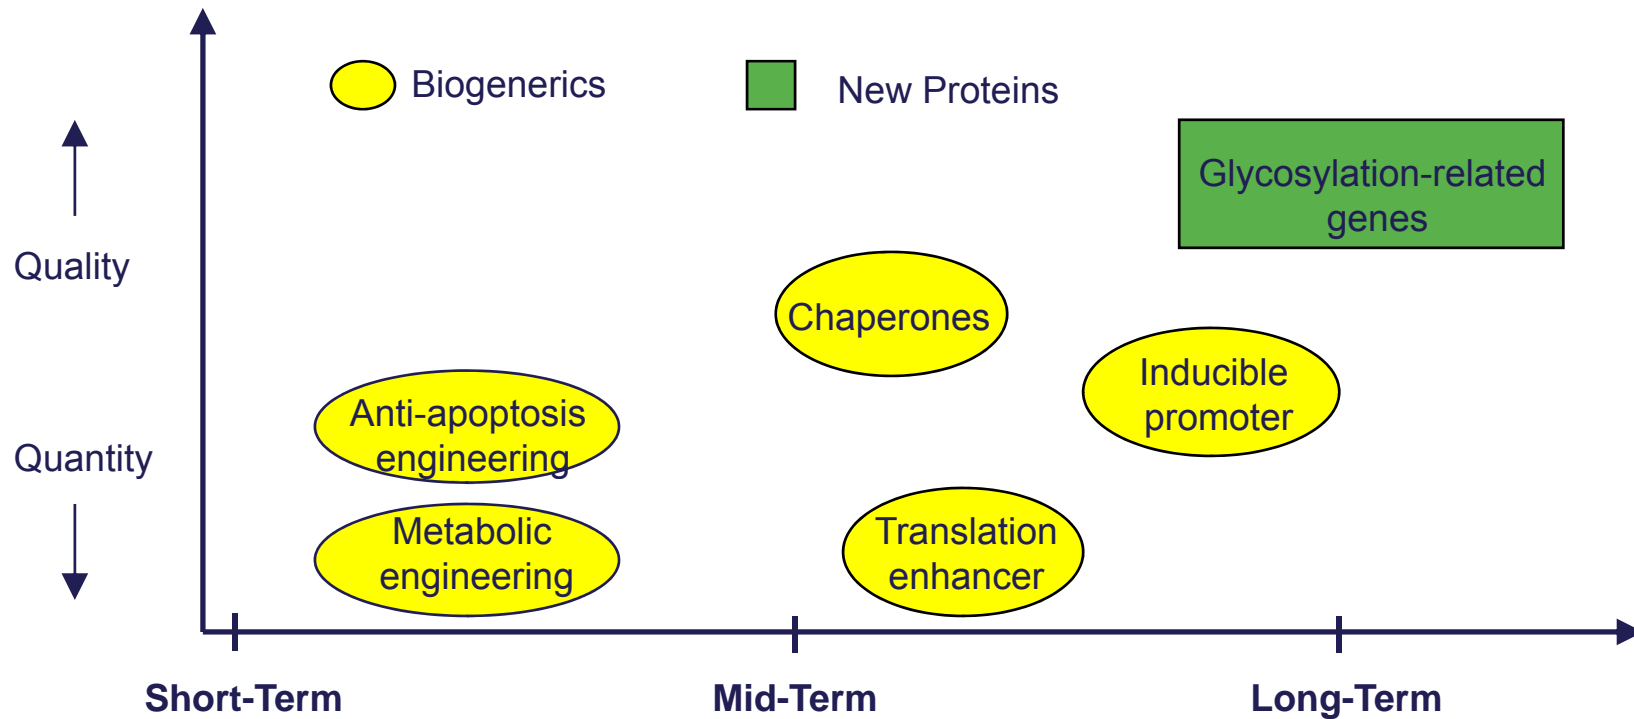 Biogenerics
New Proteins
Glycosylation-related
genes
Quality
Chaperones
Inducible
promoter
Anti-apoptosis
engineering
Quantity
Metabolic
engineering
Translation
enhancer
Short-Term
Mid-Term
Long-Term